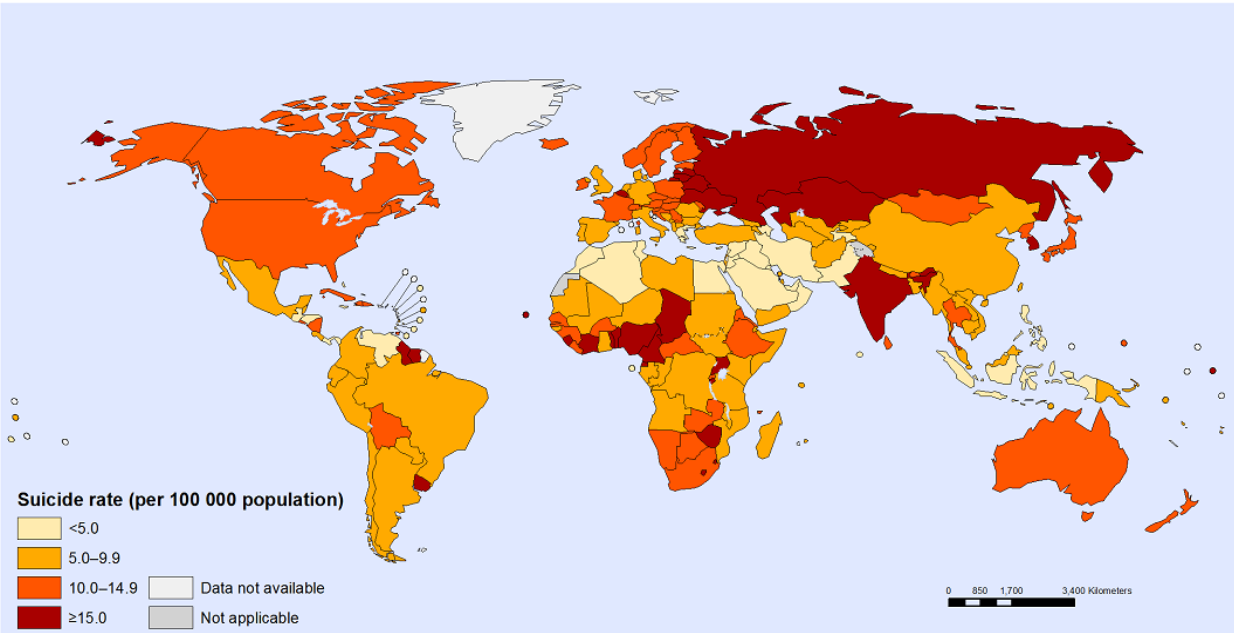 Suicide rate (per 100 000 population)
<5.0
5.0–9.9
10.0–14.9
≥15.0
Data not available
Not applicable
0 850 1,700 3,400 Kilometers